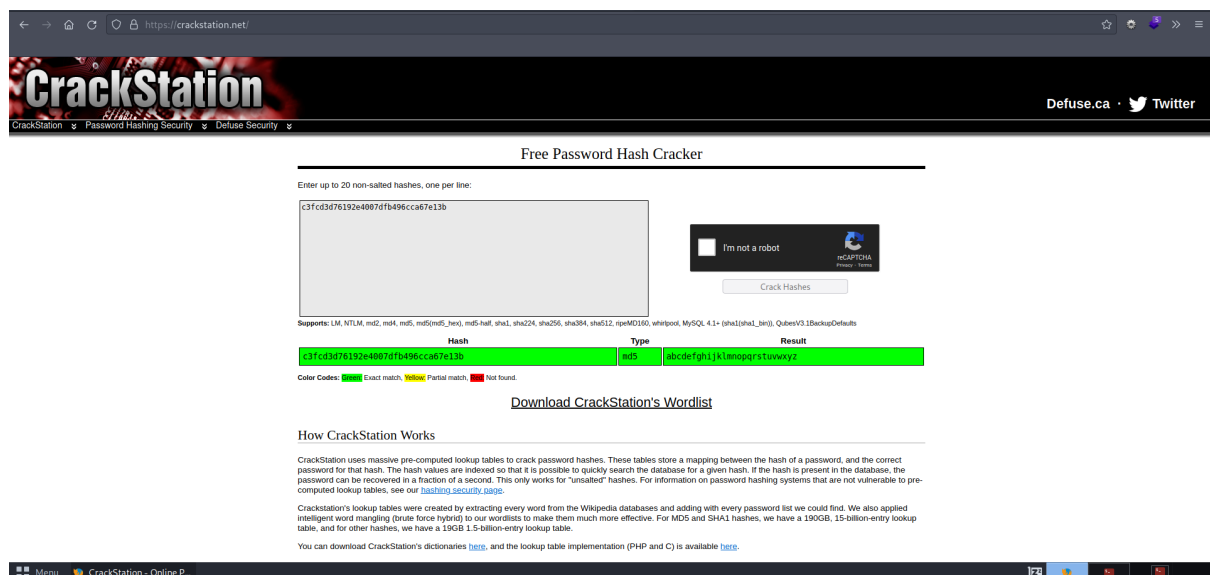 https://crackstation.net/
5
CrackStation
Defuse.ca · Twitter
CrackStation Password Hashing Security Defuse Security
Free Password Hash Cracker
Enter up to 20 non-salted hashes, one per line:
c3fcd3d76192e4007dfb496cca67e13b
I'm not a robot
reCAPTCHA
Privacy - Terms
Crack Hashes
Supports: LM, NTLM, md2, md4, md5, md5(md5_hex), md5-half, sha1, sha224, sha256, sha384, sha512, ripeMD160, whirlpool, MySQL 4.1+ (sha1(sha1_bin)), QubesV3.1BackupDefaults
Hash Type Result
c3fcd3d76192e4007dfb496cca67e13b md5 abcdefghijklmnopqrstuvwxyz
Color Codes: Green: Exact match, Yellow: Partial match, Red: Not found.
Download CrackStation's Wordlist
How CrackStation Works
CrackStation uses massive pre-computed lookup tables to crack password hashes. These tables store a mapping between the hash of a password, and the correct
password for that hash. The hash values are indexed so that it is possible to quickly search the database for a given hash. If the hash is present in the database, the
password can be recovered in a fraction of a second. This only works for "unsalted" hashes. For information on password hashing systems that are not vulnerable to pre-
computed lookup tables, see our hashing security page.
Crackstation's lookup tables were created by extracting every word from the Wikipedia databases and adding with every password list we could find. We also applied
intelligent word mangling (brute force hybrid) to our wordlists to make them much more effective. For MD5 and SHA1 hashes, we have a 190GB, 15-billion-entry lookup
table, and for other hashes, we have a 19GB 1.5-billion-entry lookup table.
You can download CrackStation's dictionaries here, and the lookup table implementation (PHP and C) is available here.
Menu CrackStation - Online P...